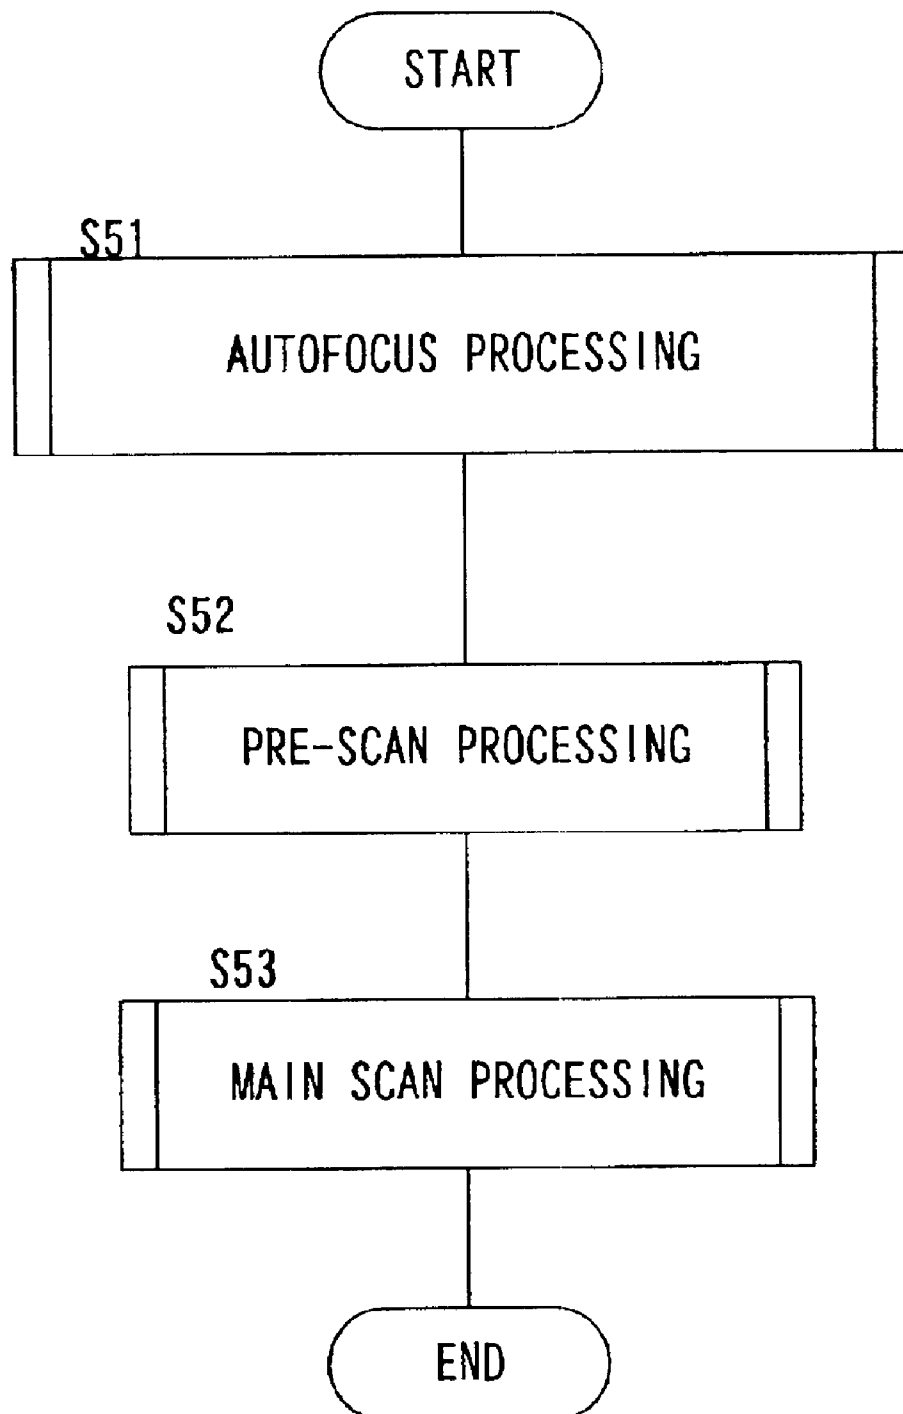 START
S51
AUTOFOCUS PROCESSING
S52
PRE-SCAN PROCESSING
S53
MAIN SCAN PROCESSING
END